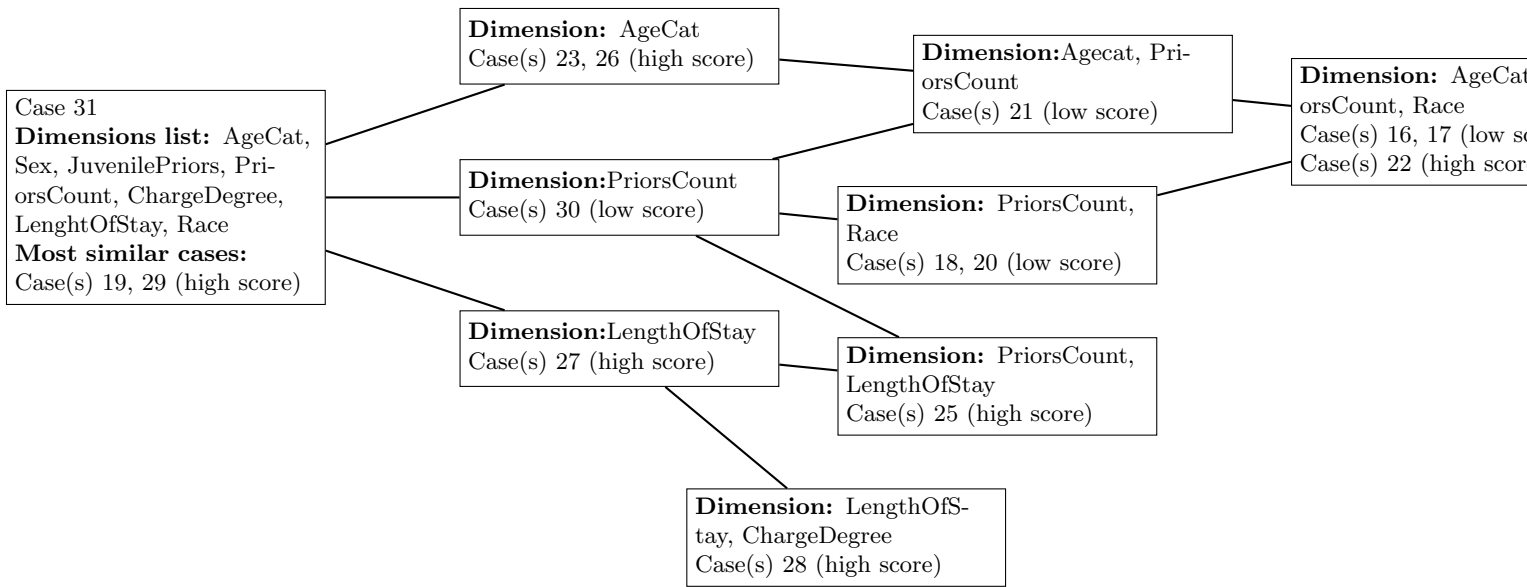 Case 31
Dimensions list: AgeCat,
Sex, JuvenilePriors, Pri-
orsCount, ChargeDegree,
LenghtOfStay, Race
Most similar cases:
Case(s) 19, 29 (high score)
Dimension: AgeCat
Case(s) 23, 26 (high score)
Dimension:PriorsCount
Case(s) 30 (low score)
Dimension:LengthOfStay
Case(s) 27 (high score)
Dimension: LengthOfS-
tay, ChargeDegree
Case(s) 28 (high score)
Dimension:Agecat, Pri-
orsCount
Case(s) 21 (low score)
Dimension: PriorsCount,
Race
Case(s) 18, 20 (low score)
Dimension: PriorsCount,
LengthOfStay
Case(s) 25 (high score)
Dimension: AgeCat
orsCount, Race
Case(s) 16, 17 (low
Case(s) 22 (high